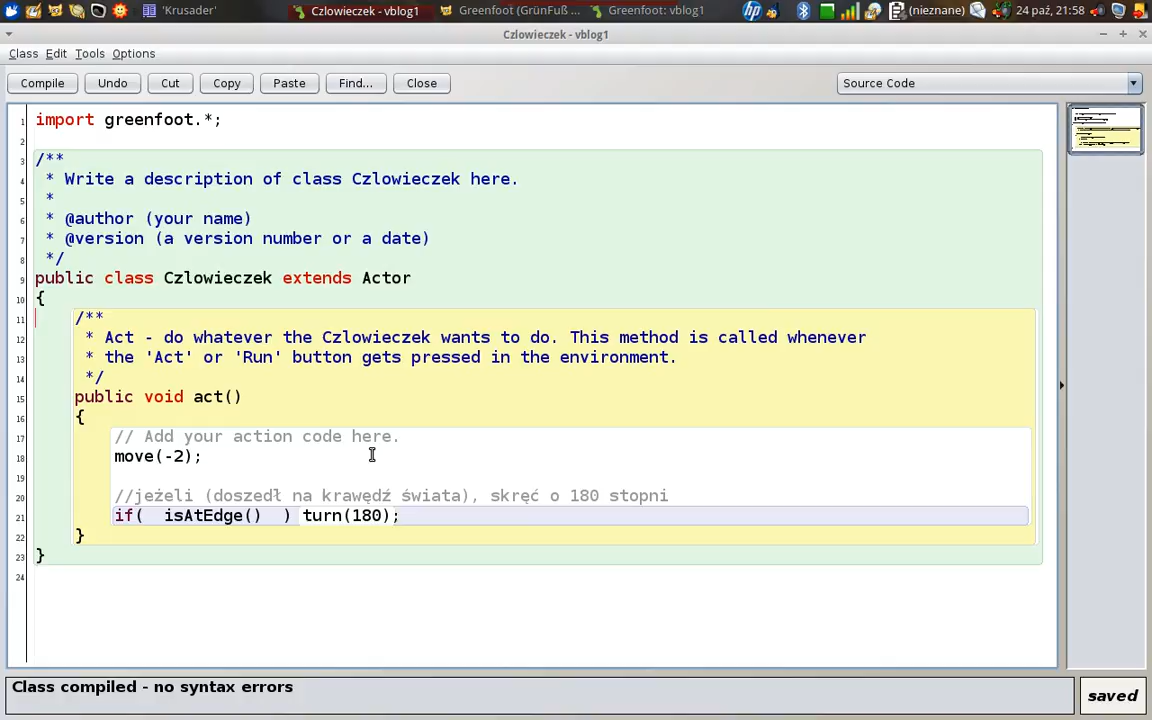 'Krusader'
Czlowieczek - vblog1
Greenfoot (GrünFuß ...
Greenfoot: vblog1
(nieznane)
24 paź, 21:58
Czlowieczek - vblog1
Class Edit Tools Options
Compile Undo Cut Copy Paste Find... Close Source Code
1 import greenfoot.*;
2
3 /**
4 * Write a description of class Czlowieczek here.
5 *
6 * @author (your name)
7 * @version (a version number or a date)
8 */
9 public class Czlowieczek extends Actor
10 {
11 /**
12 * Act - do whatever the Czlowieczek wants to do. This method is called whenever
13 * the 'Act' or 'Run' button gets pressed in the environment.
14 */
15 public void act()
16 {
17 // Add your action code here.
18 move(-2);
19
20 //jeżeli (doszedł na krawędź świata), skręć o 180 stopni
21 if( isAtEdge() ) turn(180);
22 }
23 }
24
Class compiled - no syntax errors
saved